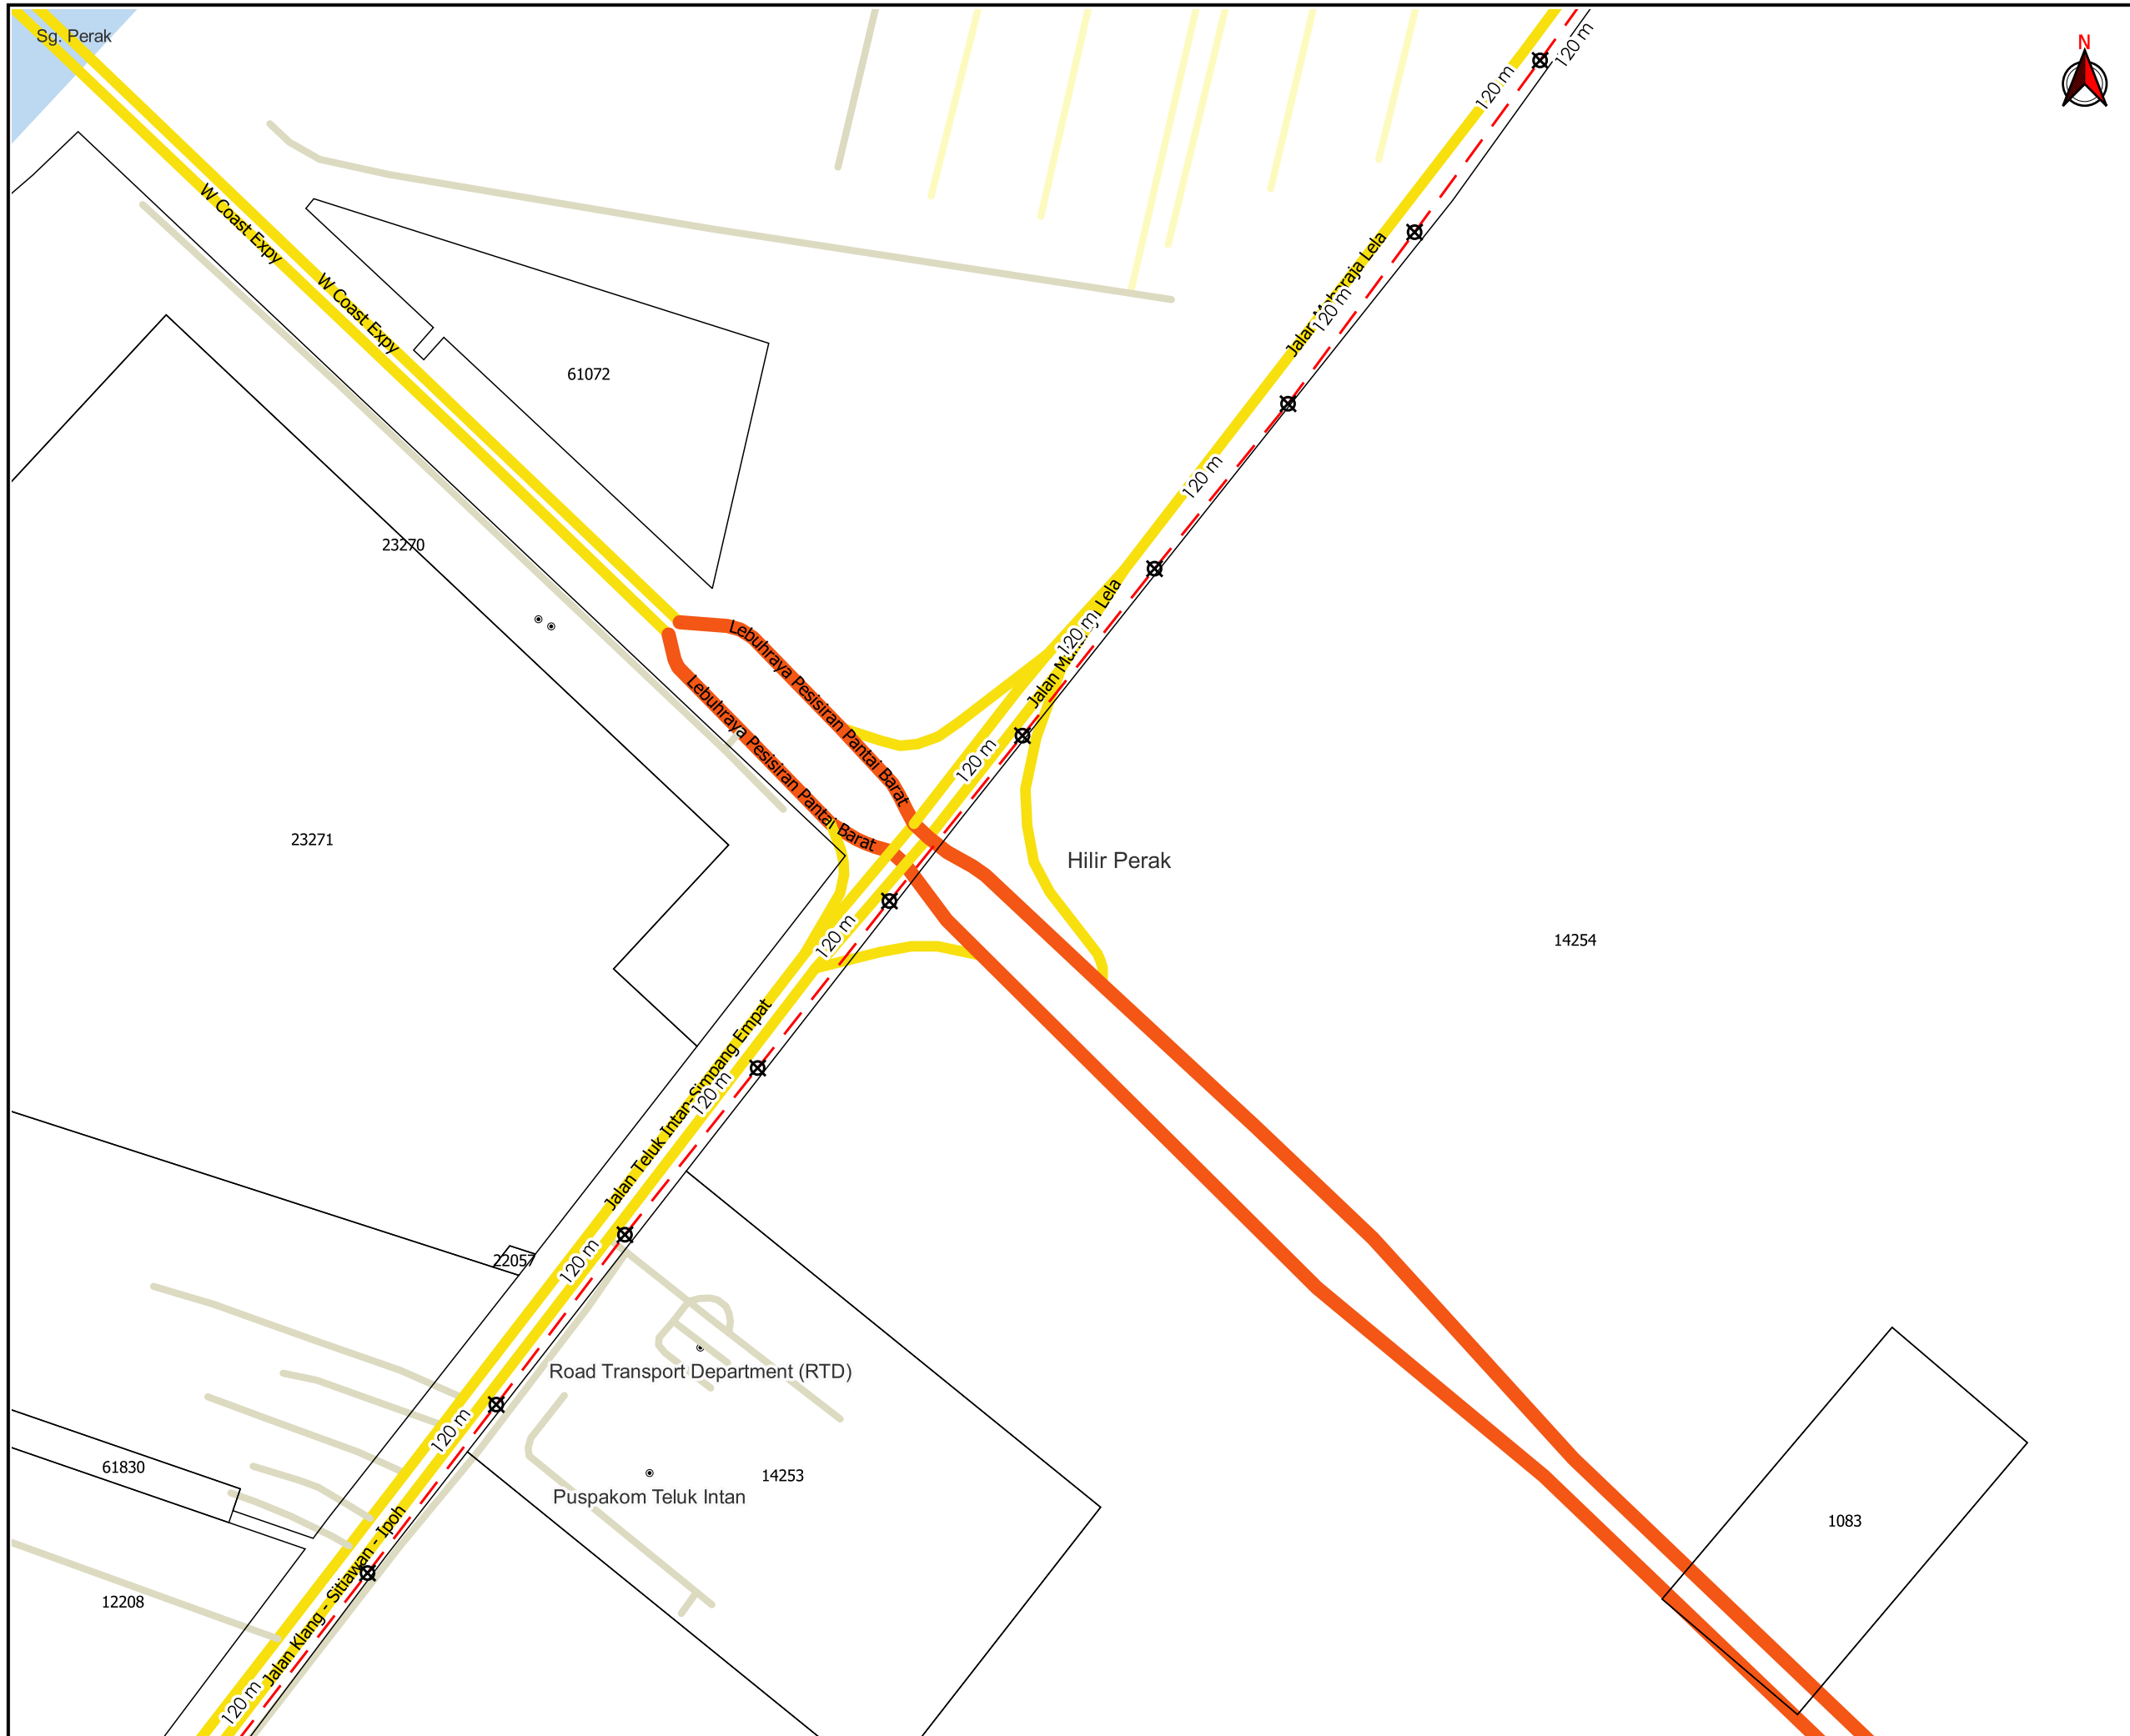 Sg. Perak
N
120 m
120 m
W Coast Expy
W Coast Expy
Jalan Maharaja Lela
120 m
61072
120 m
23270
Lebuhraya Pesisiran Pantai Barat
Jalan Maharaja Lela
120 m
Lebuhraya Pesisiran Pantai Barat
120 m
23271
Hilir Perak
120 m
14254
Jalan Teluk Intan-Simpang Empat
120 m
22057
120 m
Road Transport Department (RTD)
120 m
61830
14253
Puspakom Teluk Intan
1083
Jalan Klang - Sitiawan - Ipoh
12208
120 m